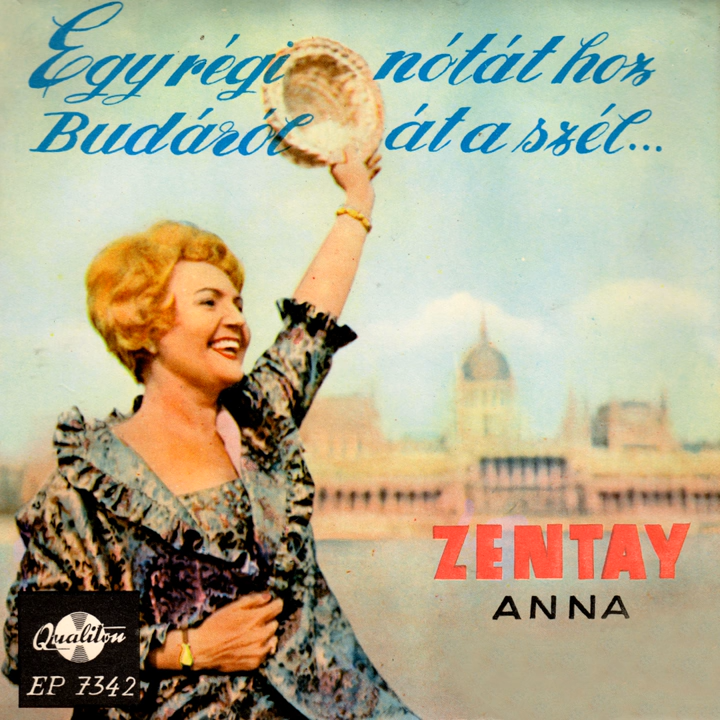 Egy régi nótát hoz
Budáról át a szél...
ZENTAY
ANNA
Qualiton
EP 7342